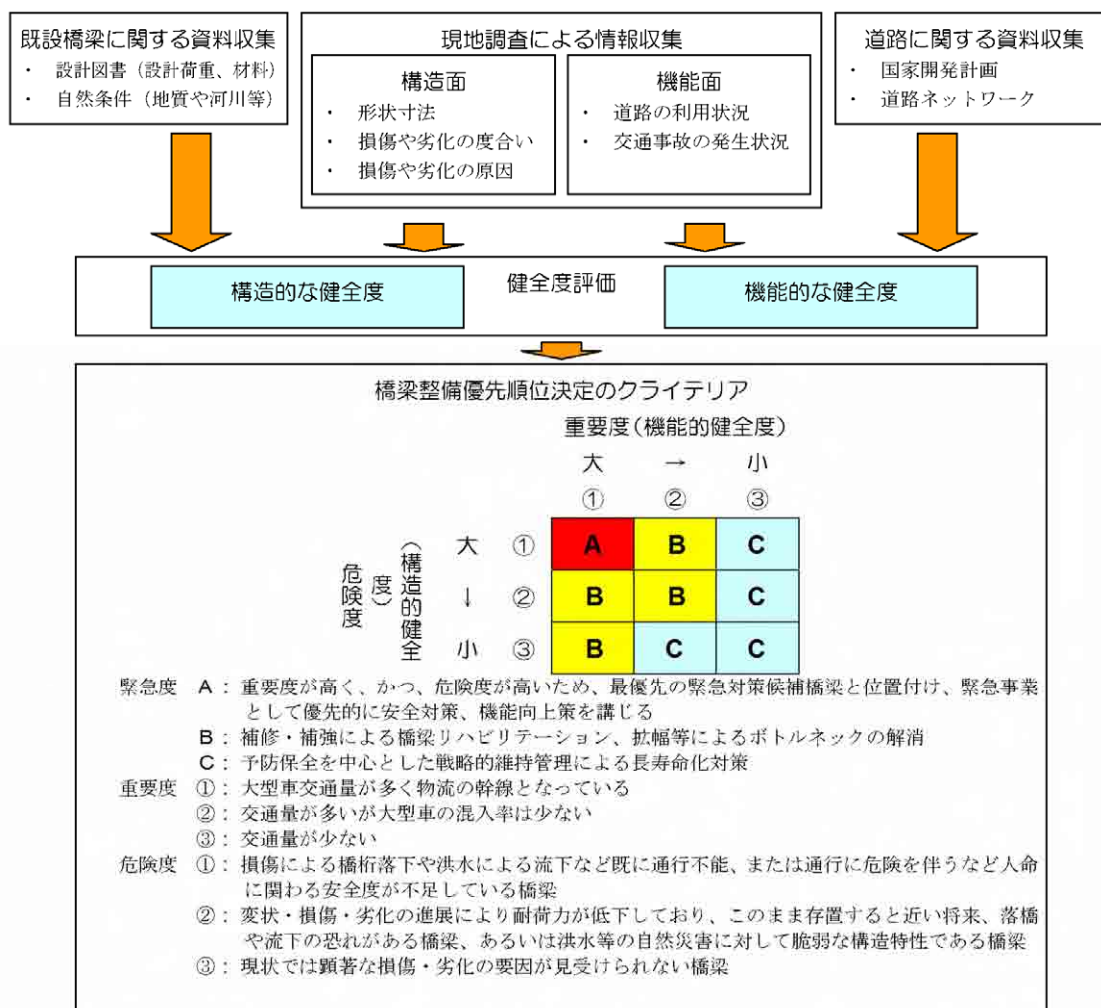 既設橋梁に関する資料収集
・ 設計図書（設計荷重、材料）
・ 自然条件（地質や河川等）
現地調査による情報収集
構造面
・ 形状寸法
・ 損傷や劣化の度合い
・ 損傷や劣化の原因
機能面
・ 道路の利用状況
・ 交通事故の発生状況
道路に関する資料収集
・ 国家開発計画
・ 道路ネットワーク
構造的な健全度
健全度評価
機能的な健全度
橋梁整備優先順位決定のクライテリア
重要度(機能的健全度)
大 → 小
① ② ③
危険度
（構造的健全度）
大 ① A B C
↓ ② B B C
小 ③ B C C
緊急度 A：重要度が高く、かつ、危険度が高いため、最優先の緊急対策候補橋梁と位置付け、緊急事業
として優先的に安全対策、機能向上策を講じる
B：補修・補強による橋梁リハビリテーション、拡幅等によるボトルネックの解消
C：予防保全を中心とした戦略的維持管理による長寿命化対策
重要度 ①：大型車交通量が多く物流の幹線となっている
②：交通量が多いが大型車の混入率は少ない
③：交通量が少ない
危険度 ①：損傷による橋桁落下や洪水による流下など既に通行不能、または通行に危険を伴うなど人命
に関わる安全度が不足している橋梁
②：変状・損傷・劣化の進展により耐荷力が低下しており、このまま存置すると近い将来、落橋
や流下の恐れがある橋梁、あるいは洪水等の自然災害に対して脆弱な構造特性である橋梁
③：現状では顕著な損傷・劣化の要因が見受けられない橋梁